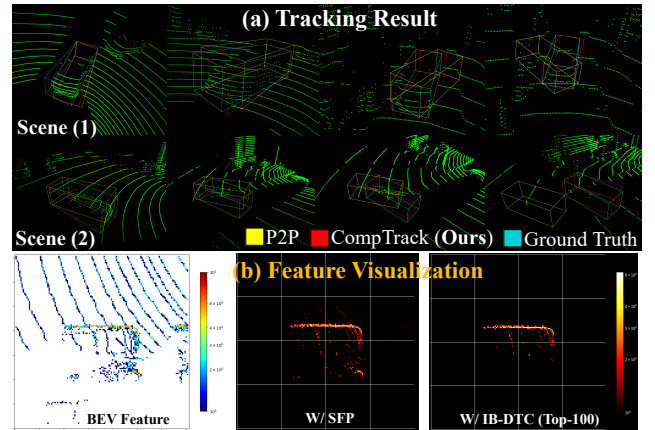 (a) Tracking Result
Scene (1)
Scene (2)
P2P
CompTrack (Ours)
Ground Truth
(b) Feature Visualization
BEV Feature
W/ SFP
W/ IB-DTC (Top-100)